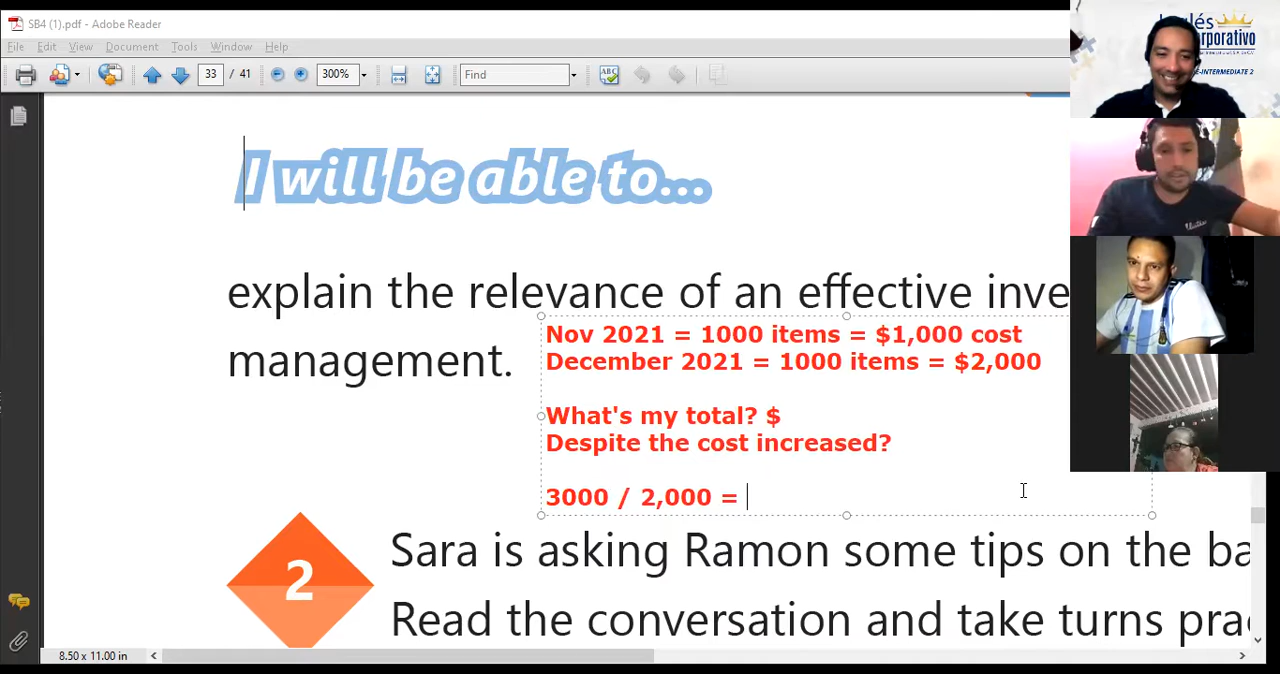 SB4 (1).pdf - Adobe Reader
File Edit View Document Tools Window Help
33 / 41 300% Find
I will be able to...
explain the relevance of an effective inve
management.
Nov 2021 = 1000 items = $1,000 cost
December 2021 = 1000 items = $2,000
What's my total? $
Despite the cost increased?
3000 / 2,000 =
2
Sara is asking Ramon some tips on the ba
Read the conversation and take turns prac
8.50 x 11.00 in